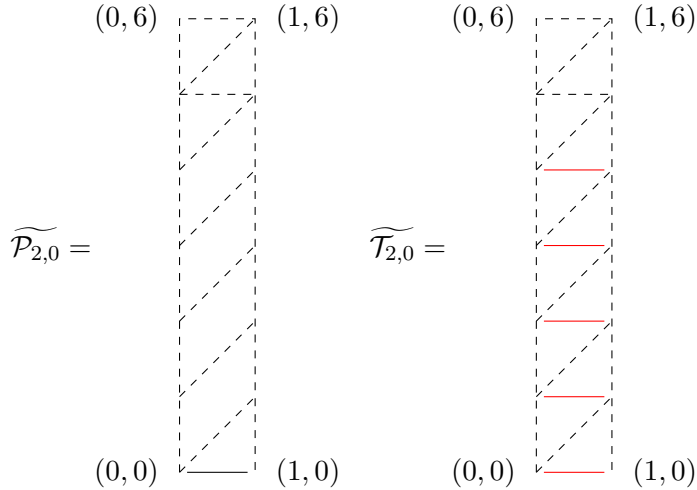 (0, 6) (1, 6) (0, 6) (1, 6)
$\widetilde{\mathcal{P}_{2,0}} =$ $\widetilde{\mathcal{T}_{2,0}} =$
(0, 0) (1, 0) (0, 0) (1, 0)